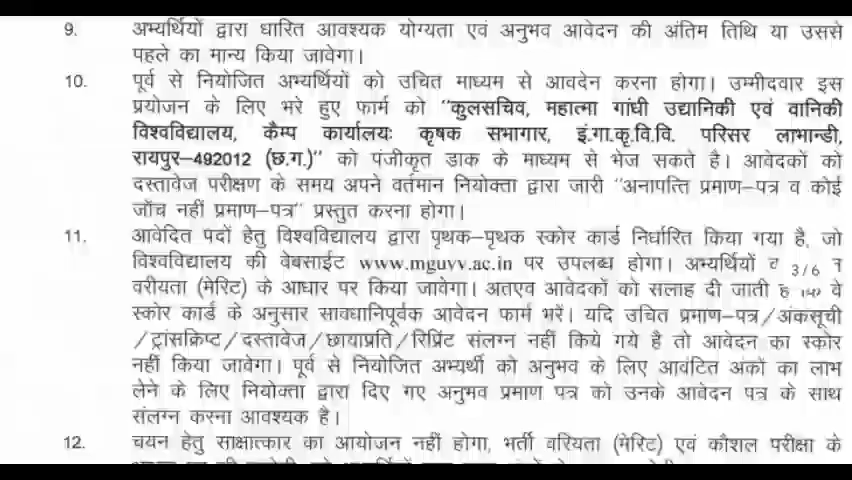 9. अभ्यर्थियों द्वारा धारित आवश्यक योग्यता एवं अनुभव आवेदन की अंतिम तिथि या उससे
पहले का मान्य किया जावेगा।
10. पूर्व से नियोजित अभ्यर्थियों को उचित माध्यम से आवदेन करना होगा। उम्मीदवार इस
प्रयोजन के लिए भरे हुए फार्म को "कुलसचिव, महात्मा गांधी उद्यानिकी एवं वानिकी
विश्वविद्यालय, कैम्प कार्यालयः कृषक सभागार, इं.गा.कृ.वि.वि. परिसर लाभान्डी,
रायपुर–492012 (छ.ग.)" को पंजीकृत डाक के माध्यम से भेज सकते है। आवेदकों को
दस्तावेज परीक्षण के समय अपने वर्तमान नियोक्ता द्वारा जारी "अनापत्ति प्रमाण–पत्र व कोई
जॉंच नहीं प्रमाण–पत्र" प्रस्तुत करना होगा।
11. आवेदित पदों हेतु विश्वविद्यालय द्वारा पृथक–पृथक स्कोर कार्ड निर्धारित किया गया है, जो
विश्वविद्यालय की वेबसाईट www.mguvv.ac.in पर उपलब्ध होगा। अभ्यर्थियों 3/6
वरीयता (मेरिट) के आधार पर किया जावेगा। अतएव आवेदकों को सलाह दी जाती वे
स्कोर कार्ड के अनुसार सावधानिपूर्वक आवेदन फार्म भरें। यदि उचित प्रमाण–पत्र/अंकसूची
/ट्रांसक्रिप्ट/दस्तावेज/छायाप्रति/रिप्रिंट संलग्न नहीं किये गये है तो आवेदन का स्कोर
नहीं किया जावेगा। पूर्व से नियोजित अभ्यर्थी को अनुभव के लिए आवंटित अंकों का लाभ
लेने के लिए नियोक्ता द्वारा दिए गए अनुभव प्रमाण पत्र को उनके आवेदन पत्र के साथ
संलग्न करना आवश्यक है।
12. चयन हेतु साक्षात्कार का आयोजन नहीं होगा, भर्ती वरियता (मेरिट) एवं कौशल परीक्षा के